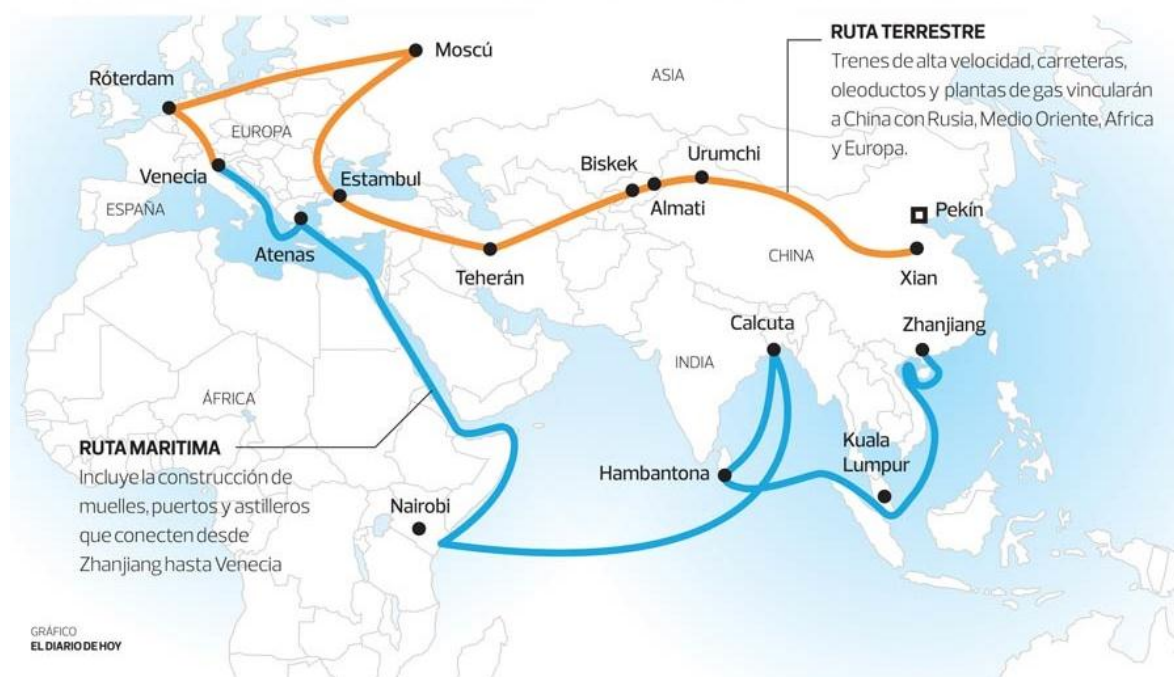 Moscú
Róterdam
EUROPA
Venecia
ESPAÑA
Estambul
Atenas
Teherán
ASIA
Biskek
Almati
Urumchi
RUTA TERRESTRE
Trenes de alta velocidad, carreteras,
oleoductos y plantas de gas vincularán
a China con Rusia, Medio Oriente, Africa
y Europa.
Pekín
CHINA
Xian
Calcuta
Zhanjiang
INDIA
ÁFRICA
RUTA MARITIMA
Incluye la construcción de
muelles, puertos y astilleros
que conecten desde
Zhanjiang hasta Venecia
Nairobi
Hambantona
Kuala
Lumpur
GRÁFICO
EL DIARIO DE HOY